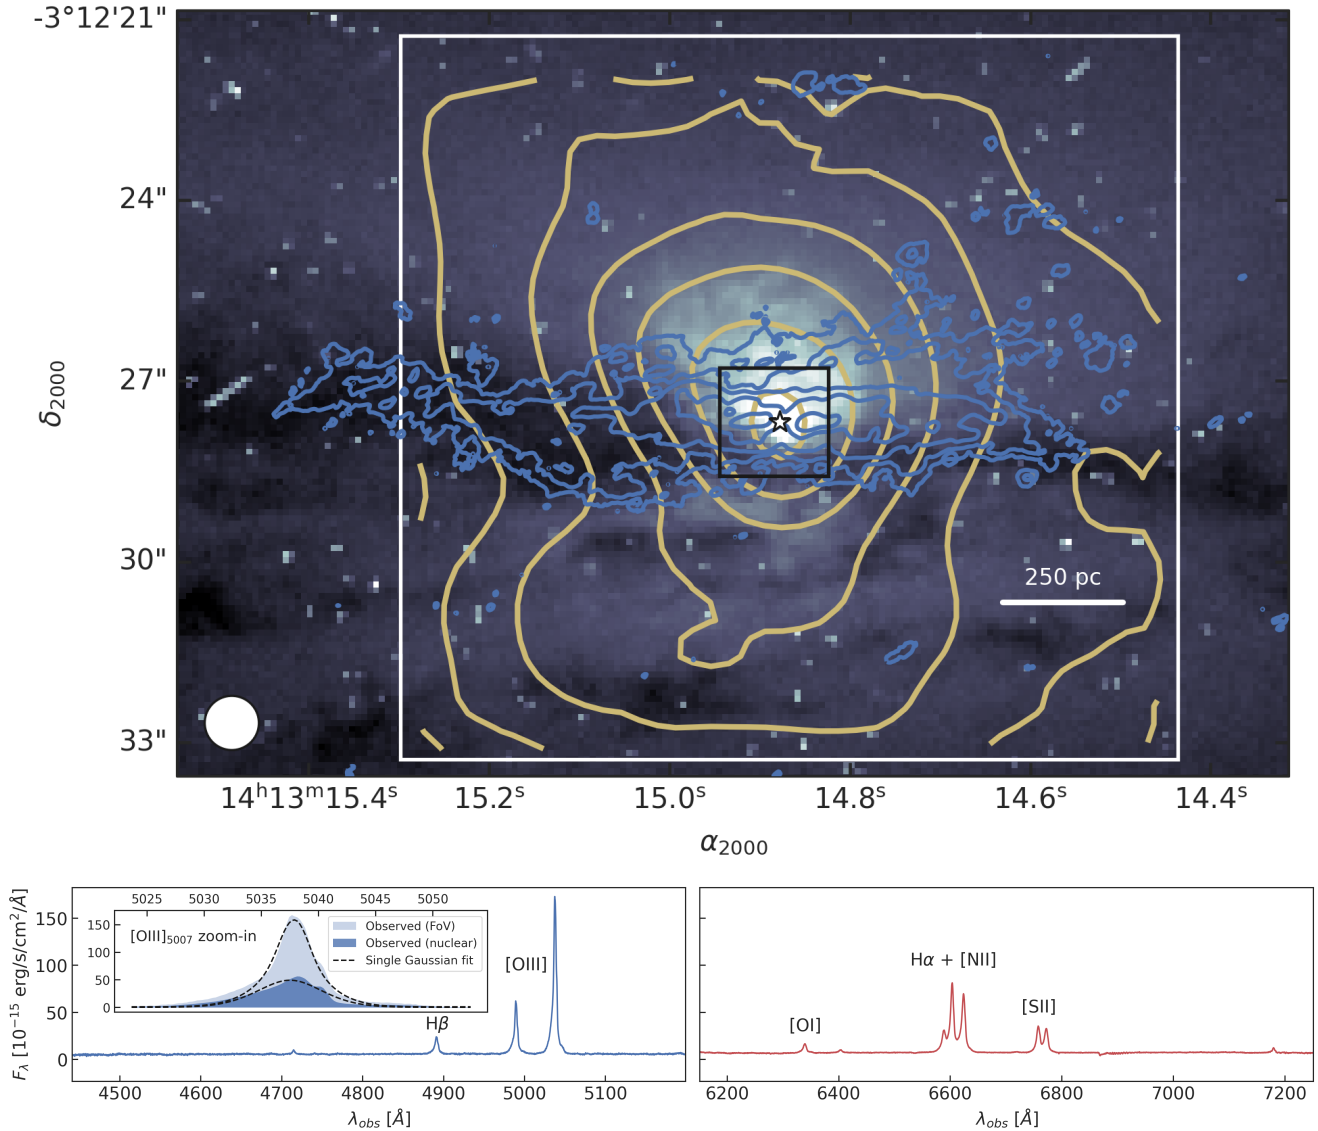 -3°12'21"
24"
27"
30"
33"
δ2000
250 pc
14ʰ13ᵐ15.4ˢ 15.2ˢ 15.0ˢ 14.8ˢ 14.6ˢ 14.4ˢ
α2000
5025 5030 5035 5040 5045 5050
150
100
50
0
[OIII]5007 zoom-in
Observed (FoV)
Observed (nuclear)
Single Gaussian fit
Fλ [10⁻¹⁵ erg/s/cm²/Å]
150
100
50
0
Hβ
[OIII]
4500 4600 4700 4800 4900 5000 5100
λobs [Å]
[OI]
Hα + [NII]
[SII]
6200 6400 6600 6800 7000 7200
λobs [Å]